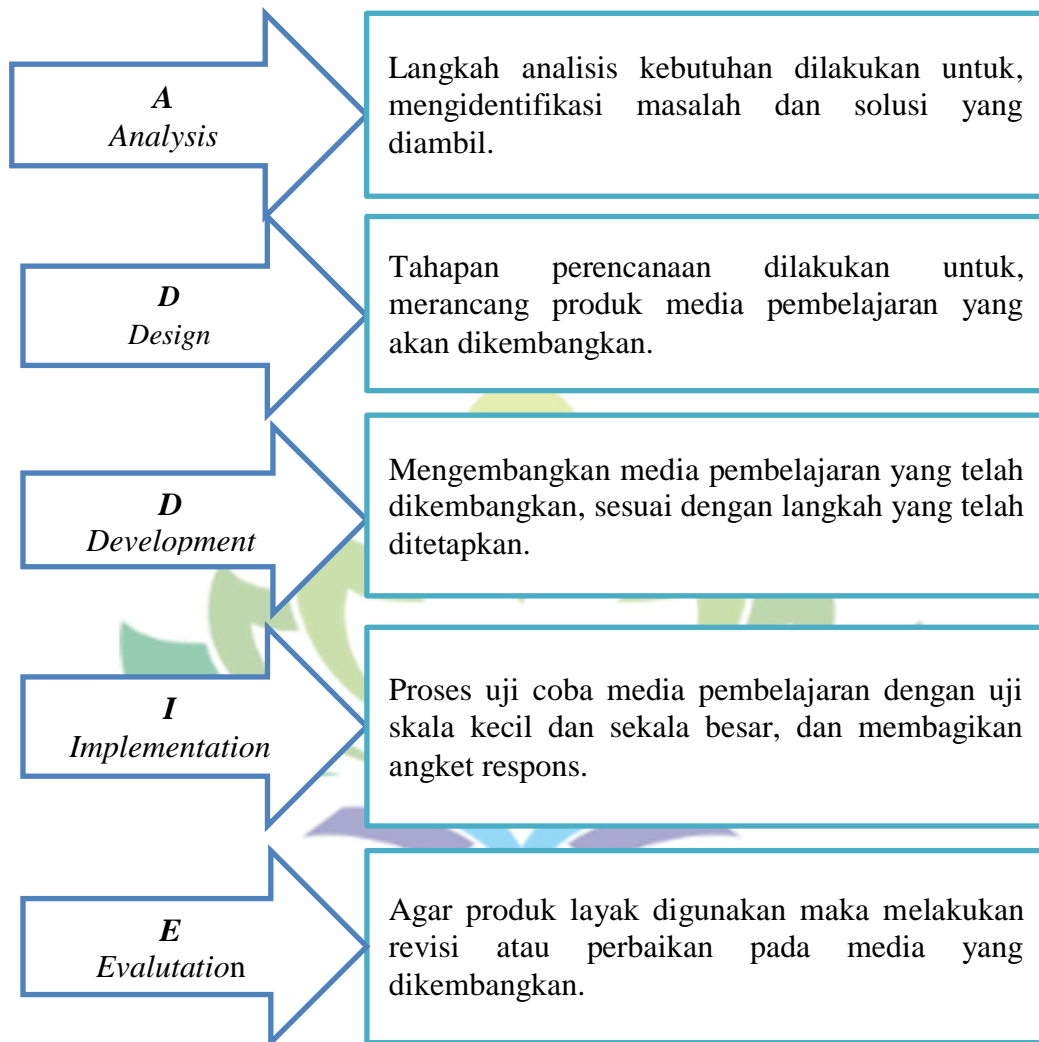 A
Analysis
Langkah analisis kebutuhan dilakukan untuk,
mengidentifikasi masalah dan solusi yang
diambil.
D
Design
Tahapan perencanaan dilakukan untuk,
merancang produk media pembelajaran yang
akan dikembangkan.
D
Development
Mengembangkan media pembelajaran yang telah
dikembangkan, sesuai dengan langkah yang telah
ditetapkan.
I
Implementation
Proses uji coba media pembelajaran dengan uji
skala kecil dan sekala besar, dan membagikan
angket respons.
E
Evalutation
Agar produk layak digunakan maka melakukan
revisi atau perbaikan pada media yang
dikembangkan.